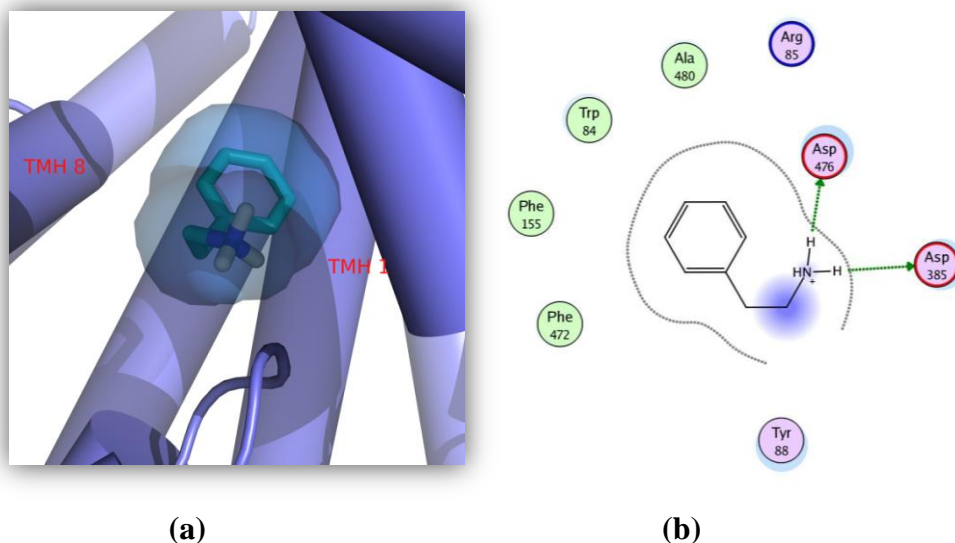 TMH 8
TMH 1
Arg
85
Ala
480
Trp
84
Asp
476
Phe
155
H
HN
+
H
Asp
385
Phe
472
Tyr
88
(a)
(b)